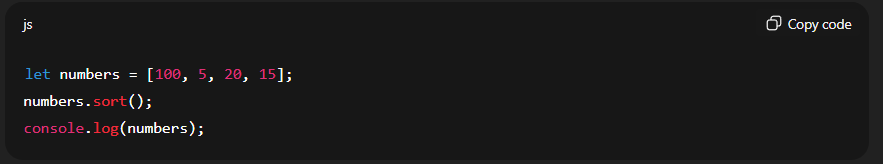 js
Copy code
let numbers = [100, 5, 20, 15];
numbers.sort();
console.log(numbers);